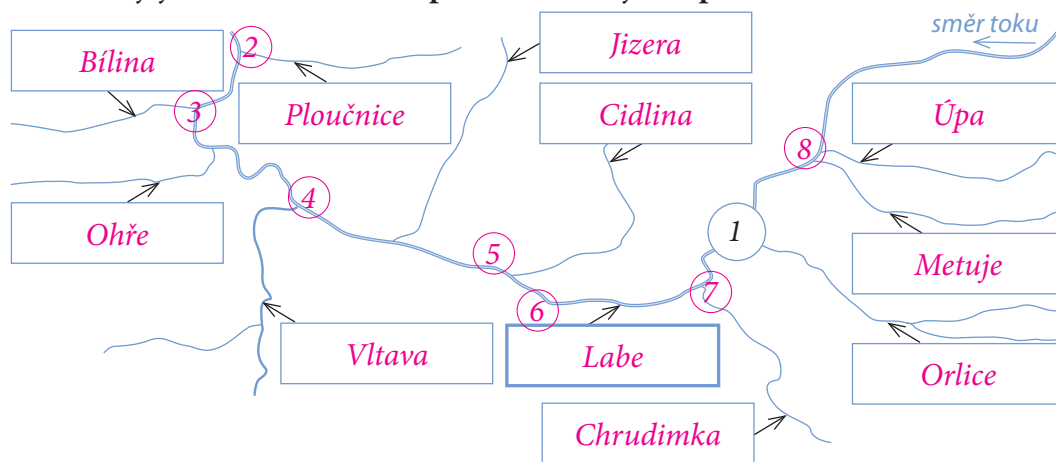 směr toku
Jizera
Bílina
2
Ploučnice
Cidlina
Úpa
3
8
4
Ohře
1
5
Metuje
7
6
Vltava
Labe
Orlice
Chrudimka